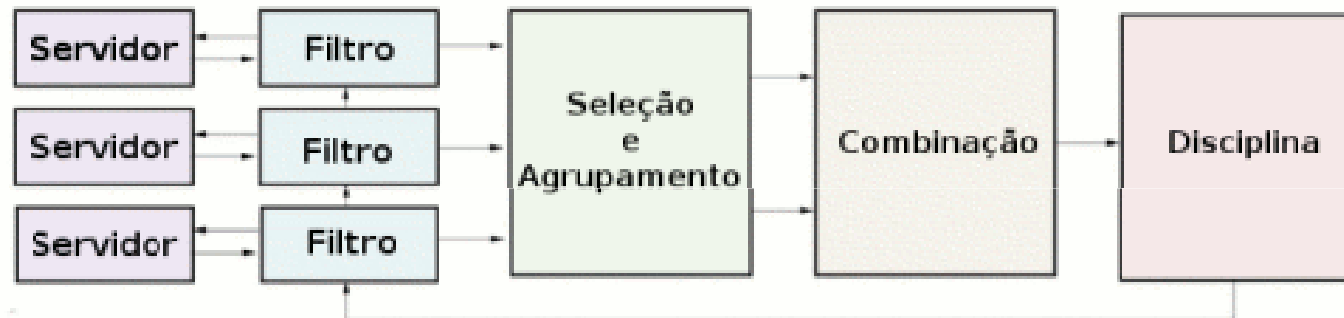 Servidor
Filtro
Servidor
Filtro
Servidor
Filtro
Seleção
e
Agrupamento
Combinação
Disciplina